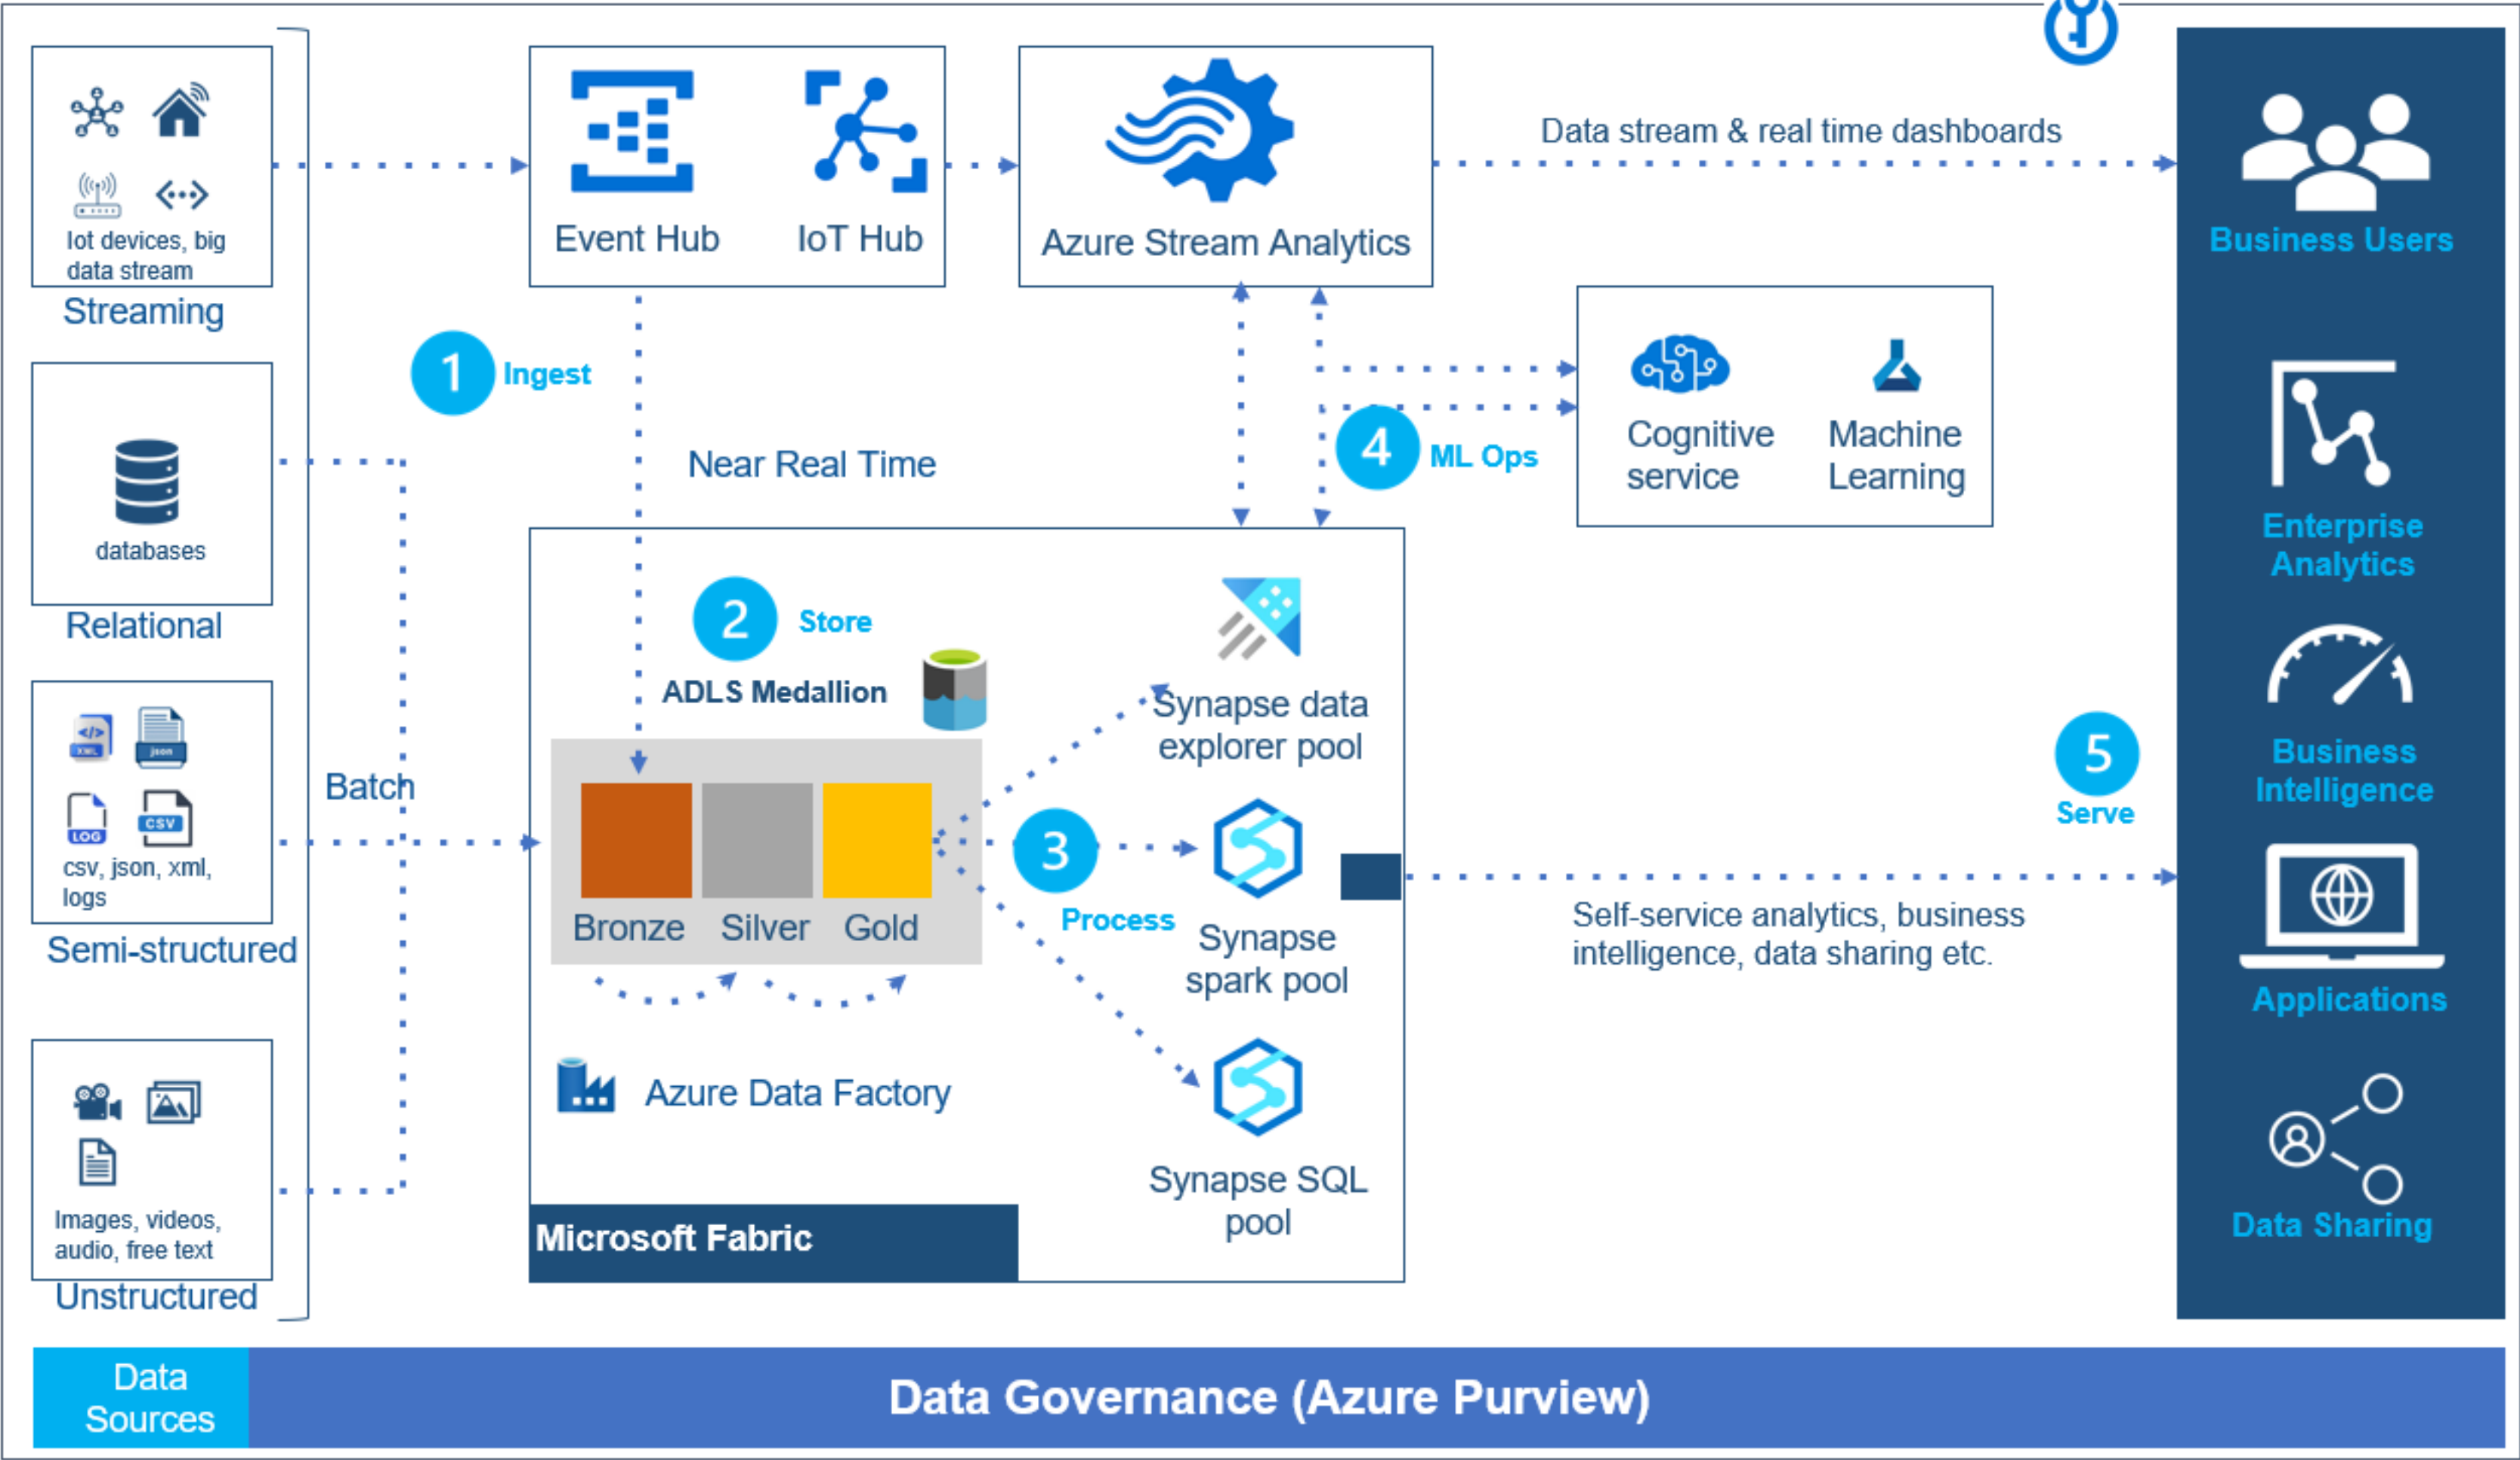 Iot devices, big
data stream
Streaming
databases
Relational
XML
json
LOG
CSV
csv, json, xml,
logs
Semi-structured
Images, videos,
audio, free text
Unstructured
Batch
Event Hub
IoT Hub
Azure Stream Analytics
Data stream & real time dashboards
1
Ingest
Near Real Time
4
ML Ops
Cognitive
service
Machine
Learning
2
Store
ADLS Medallion
Bronze
Silver
Gold
3
Process
Synapse data
explorer pool
Synapse
spark pool
Synapse SQL
pool
Azure Data Factory
Microsoft Fabric
5
Serve
Self-service analytics, business
intelligence, data sharing etc.
Business Users
Enterprise
Analytics
Business
Intelligence
Applications
Data Sharing
Data
Sources
Data Governance (Azure Purview)